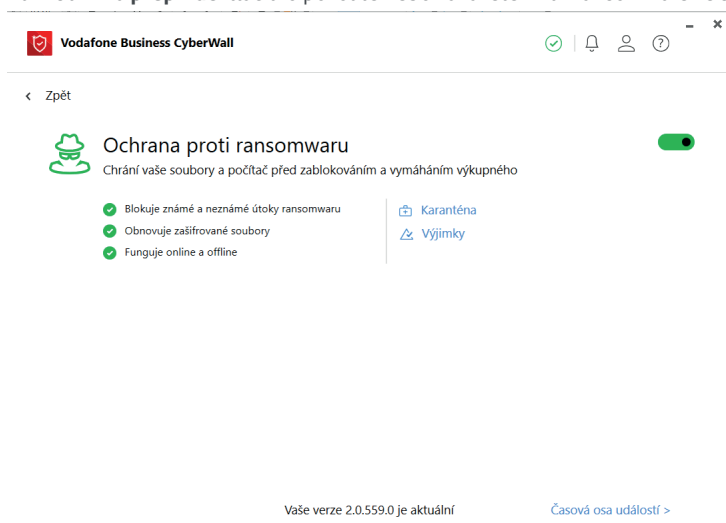 Vodafone Business CyberWall
Zpět
Ochrana proti ransomwaru
Chrání vaše soubory a počítač před zablokováním a vymáháním výkupného
Blokuje známé a neznámé útoky ransomwaru
Obnovuje zašifrované soubory
Funguje online a offline
Karanténa
Výjimky
Vaše verze 2.0.559.0 je aktuální
Časová osa událostí >